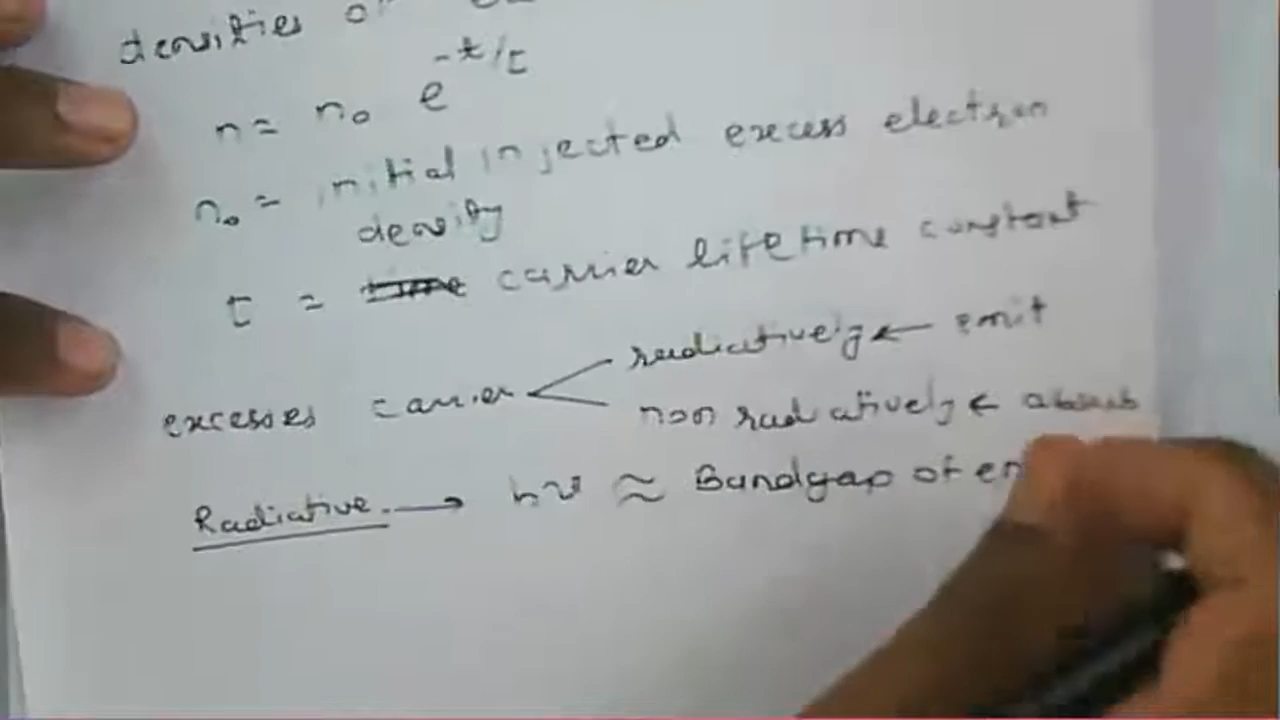 densities of
n = n₀ e^(-t/τ)
n₀ = initial injected excess electron
density
τ = carrier lifetime constant
excesses carrier radiatively ← emit
non radiatively ← absorb
Radiative. → hν ≈ Bandgap of en